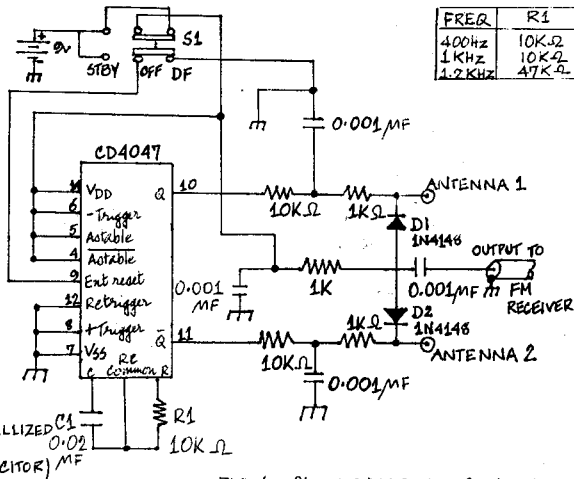 FREQ R1
400Hz 10KΩ
1KHz 10KΩ
1.2KHz 47KΩ
+
9V
S1
STBY OFF DF
0.001MF
CD4047
14 VDD Q 10
6 -Trigger
5 Astable
4 Astable
9 Ext reset
12 Retrigger
8 +Trigger
7 VSS Q 11
RC
C Common R
10KΩ
1KΩ
ANTENNA 1
D1
1N4148
OUTPUT TO
FM
RECEIVER
0.001
MF
1K
0.001MF
D2
1N4148
1KΩ
10KΩ
ANTENNA 2
0.001MF
C1
0.02
MF
R1
10KΩ